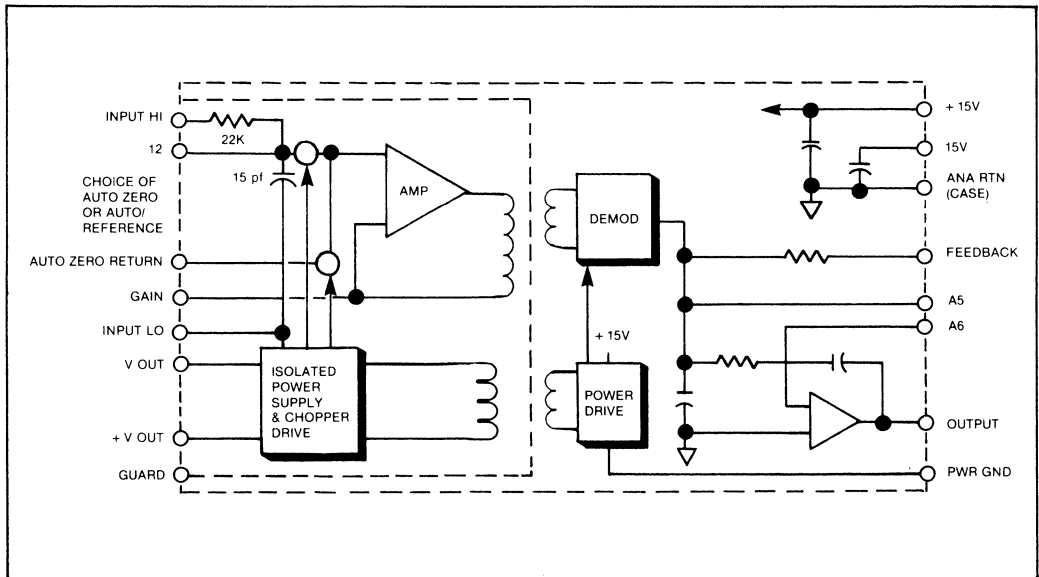 INPUT HI
22K
12
15 pf
CHOICE OF
AUTO ZERO
OR AUTO/
REFERENCE
AUTO ZERO RETURN
GAIN
INPUT LO
V OUT
+ V OUT
GUARD
AMP
ISOLATED
POWER
SUPPLY
& CHOPPER
DRIVE
DEMOD
+ 15V
POWER
DRIVE
+ 15V
15V
ANA RTN
(CASE)
FEEDBACK
A5
A6
OUTPUT
PWR GND